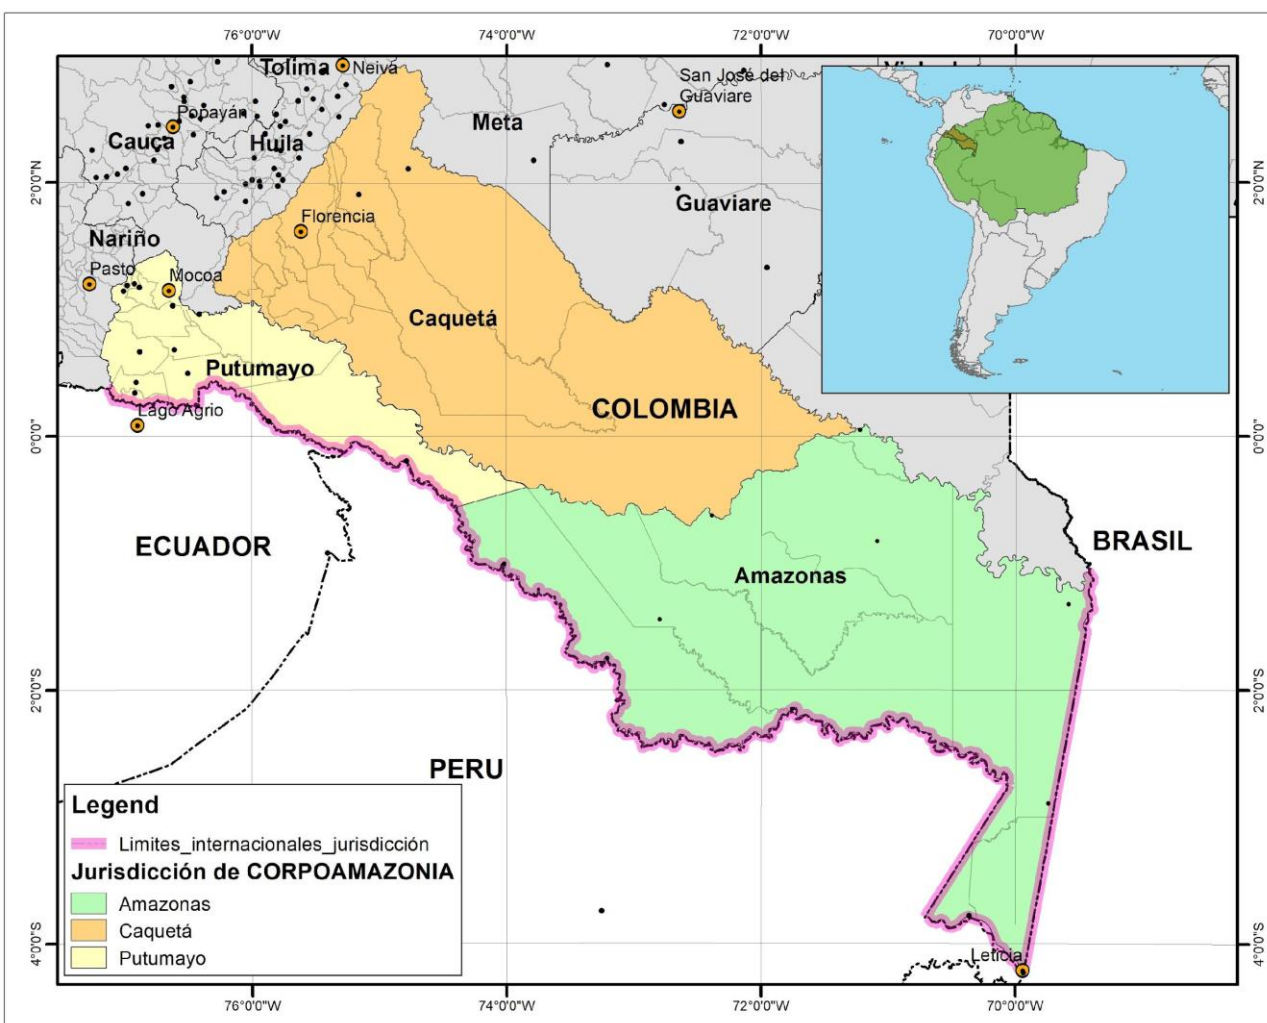 76°0'0"W
74°0'0"W
72°0'0"W
70°0'0"W
Tolima
Neiva
San José del
Guaviare
Popayán
Cauca
Huila
Meta
2°0'0"N
2°0'0"N
Guaviare
Florencia
Nariño
Pasto
Mocoa
Caquetá
Putumayo
COLOMBIA
Lago Agrio
0°0'0"
0°0'0"
ECUADOR
BRASIL
Amazonas
2°0'0"S
2°0'0"S
PERU
Legend
Limites_internacionales_jurisdicción
Jurisdicción de CORPOAMAZONIA
Amazonas
Caquetá
Putumayo
4°0'0"S
4°0'0"S
Leticia
76°0'0"W
74°0'0"W
72°0'0"W
70°0'0"W